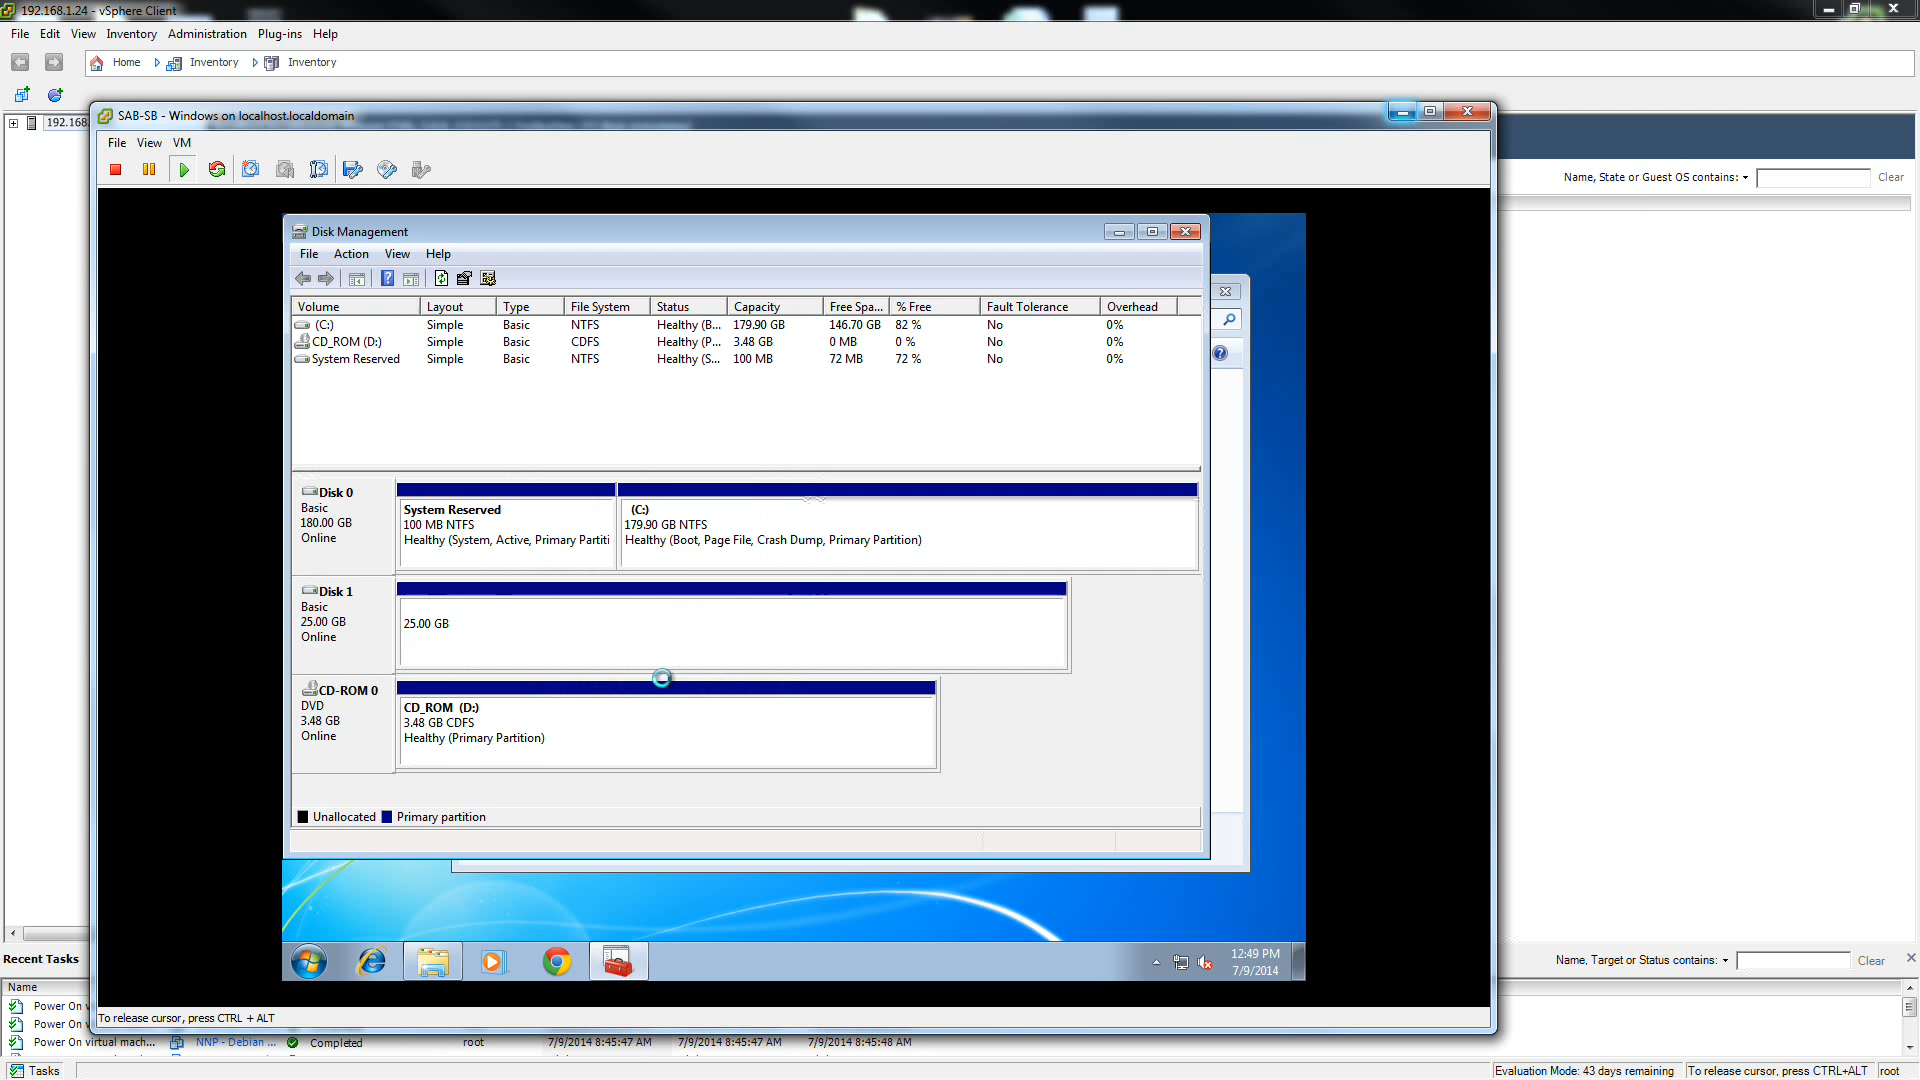 192.168.1.24 - vSphere Client
File Edit View Inventory Administration Plug-ins Help
Home Inventory Inventory
192.168.
SAB-SB - Windows on localhost.localdomain
File View VM
Name, State or Guest OS contains: Clear
Disk Management
File Action View Help
Volume Layout Type File System Status Capacity Free Spa... % Free Fault Tolerance Overhead
(C:) Simple Basic NTFS Healthy (B... 179.90 GB 146.70 GB 82 % No 0%
CD_ROM (D:) Simple Basic CDFS Healthy (P... 3.48 GB 0 MB 0 % No 0%
System Reserved Simple Basic NTFS Healthy (S... 100 MB 72 MB 72 % No 0%
Disk 0
Basic
180.00 GB
Online
System Reserved
100 MB NTFS
Healthy (System, Active, Primary Partiti
(C:)
179.90 GB NTFS
Healthy (Boot, Page File, Crash Dump, Primary Partition)
Disk 1
Basic
25.00 GB
Online
25.00 GB
CD-ROM 0
DVD
3.48 GB
Online
CD_ROM (D:)
3.48 GB CDFS
Healthy (Primary Partition)
Unallocated Primary partition
12:49 PM
7/9/2014
Recent Tasks
Name, Target or Status contains: Clear
Name
Power On v
Power On v
To release cursor, press CTRL + ALT
Power On virtual mach... NNP - Debian ... Completed root 7/9/2014 8:45:47 AM 7/9/2014 8:45:47 AM 7/9/2014 8:45:48 AM
Tasks
Evaluation Mode: 43 days remaining To release cursor, press CTRL+ALT root